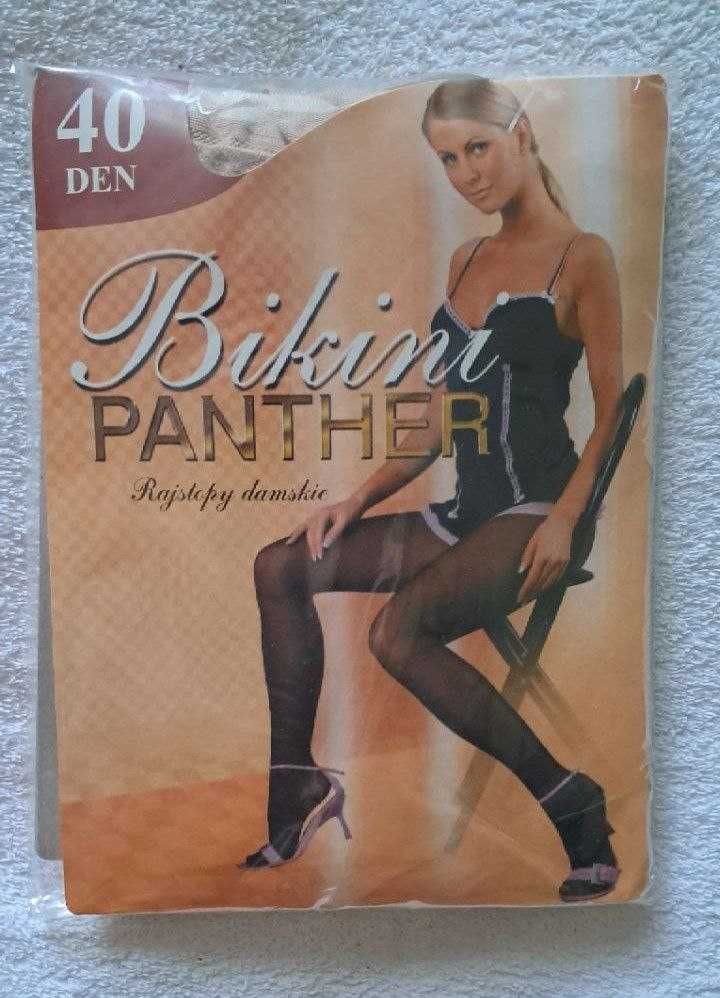 40
DEN
Bikini
PANTHER
Rajstopy damskie